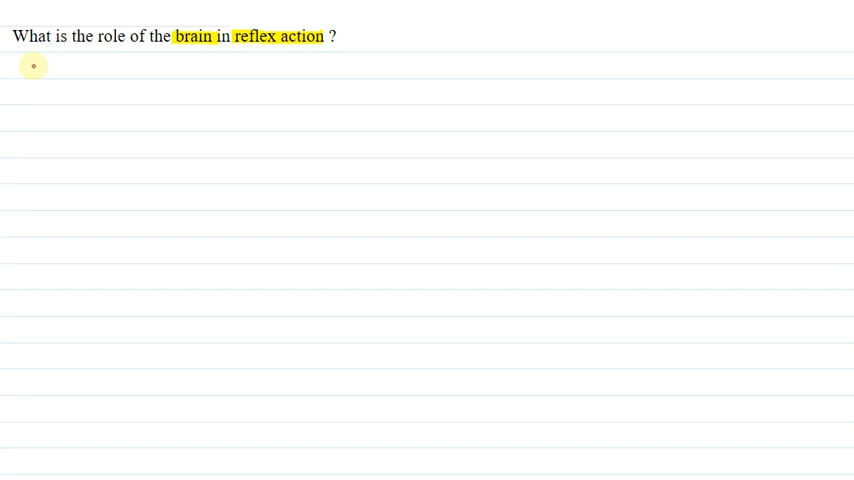 What is the role of the brain in reflex action ?